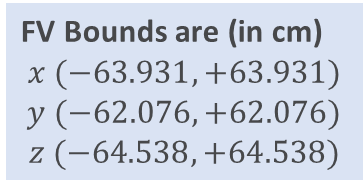 FV Bounds are (in cm)
x (−63.931, +63.931)
y (−62.076, +62.076)
z (−64.538, +64.538)